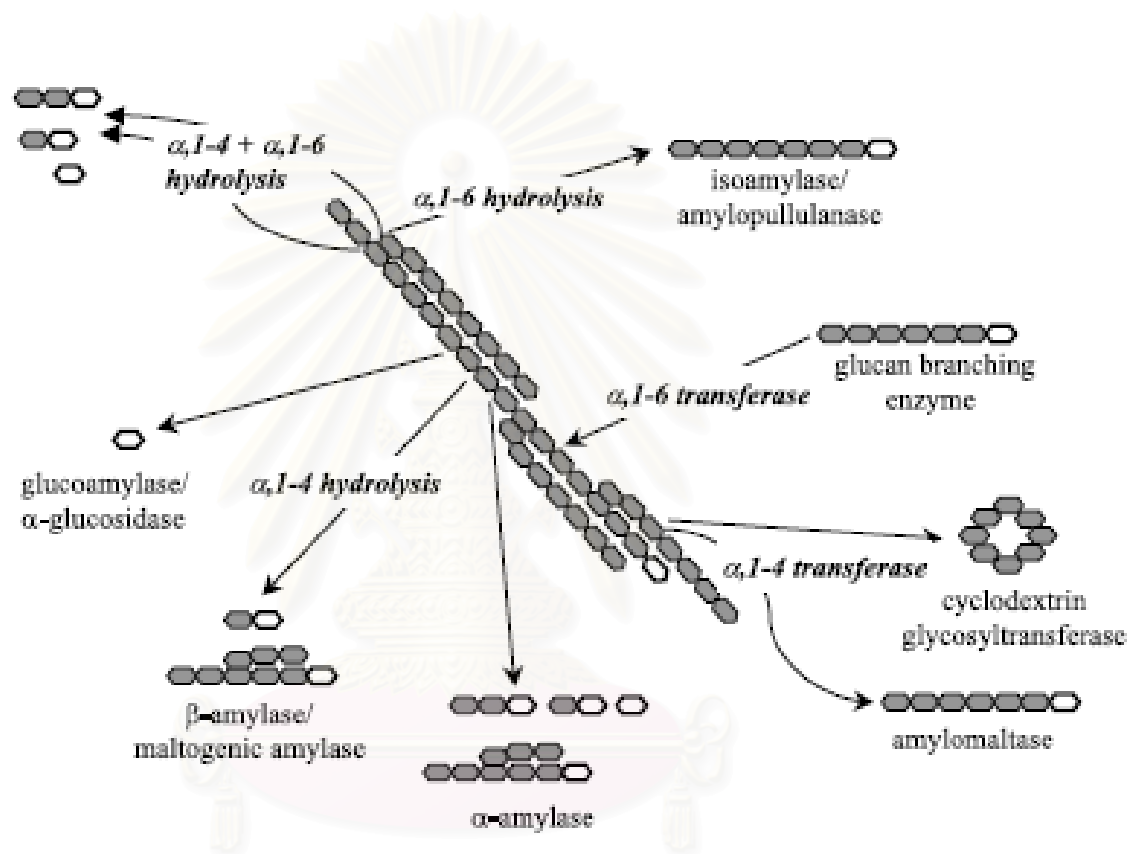 α,1-4 + α,1-6
hydrolysis
α,1-6 hydrolysis
isoamylase/
amylopullulanase
glucan branching
enzyme
α,1-6 transferase
glucoamylase/
α-glucosidase
α,1-4 hydrolysis
α,1-4 transferase
cyclodextrin
glycosyltransferase
β-amylase/
maltogenic amylase
amylomaltase
α-amylase